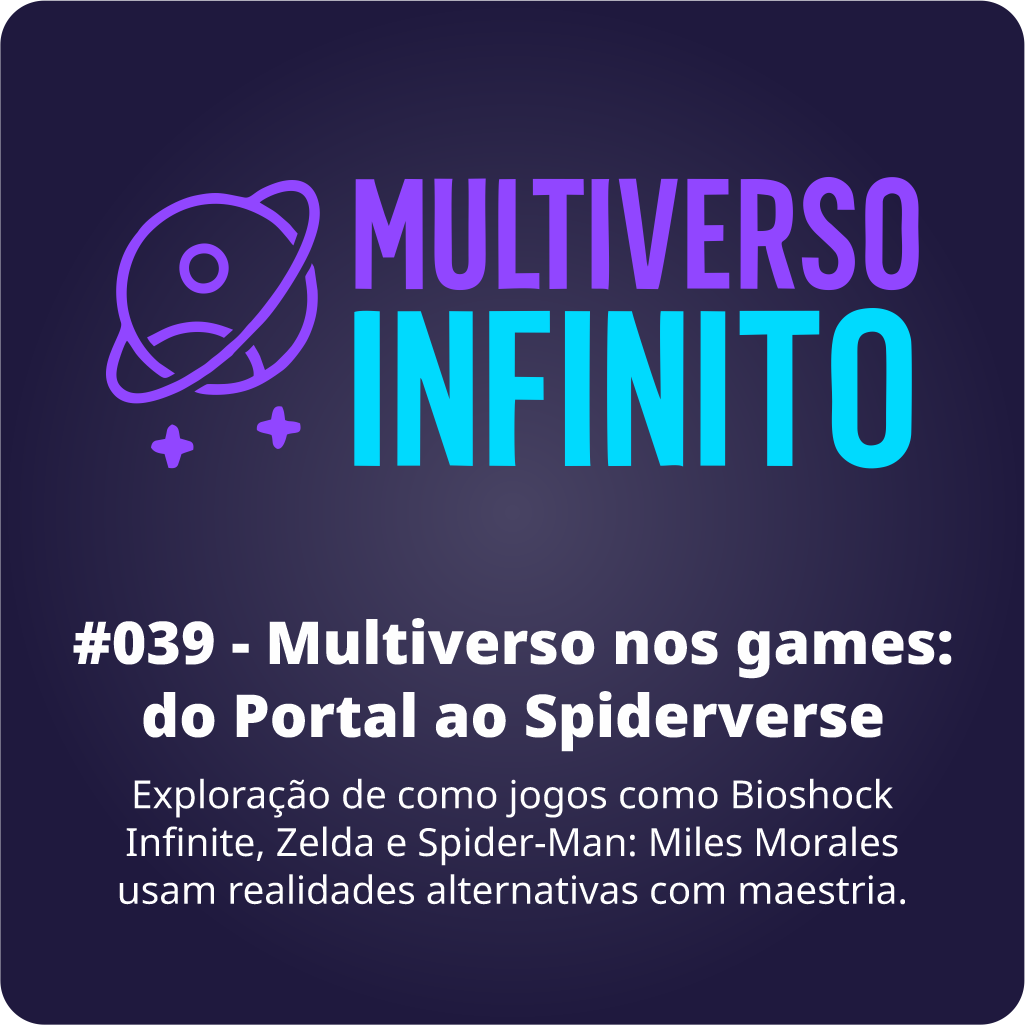 MULTIVERSO
INFINITO
#039 - Multiverso nos games:
do Portal ao Spiderverse
Exploração de como jogos como Bioshock
Infinite, Zelda e Spider-Man: Miles Morales
usam realidades alternativas com maestria.